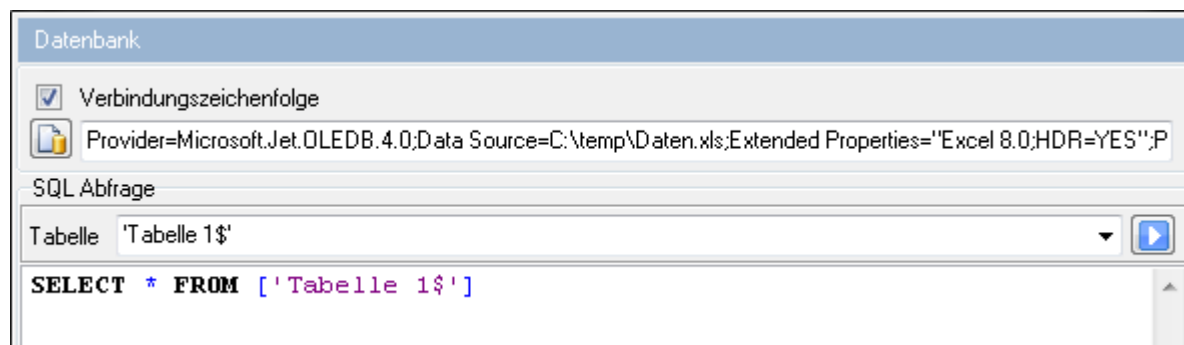 Datenbank
Verbindungszeichenfolge
Provider=Microsoft.Jet.OLEDB.4.0;Data Source=C:\temp\Daten.xls;Extended Properties="Excel 8.0;HDR=YES";P
SQL Abfrage
Tabelle 'Tabelle 1$'
SELECT * FROM ['Tabelle 1$']